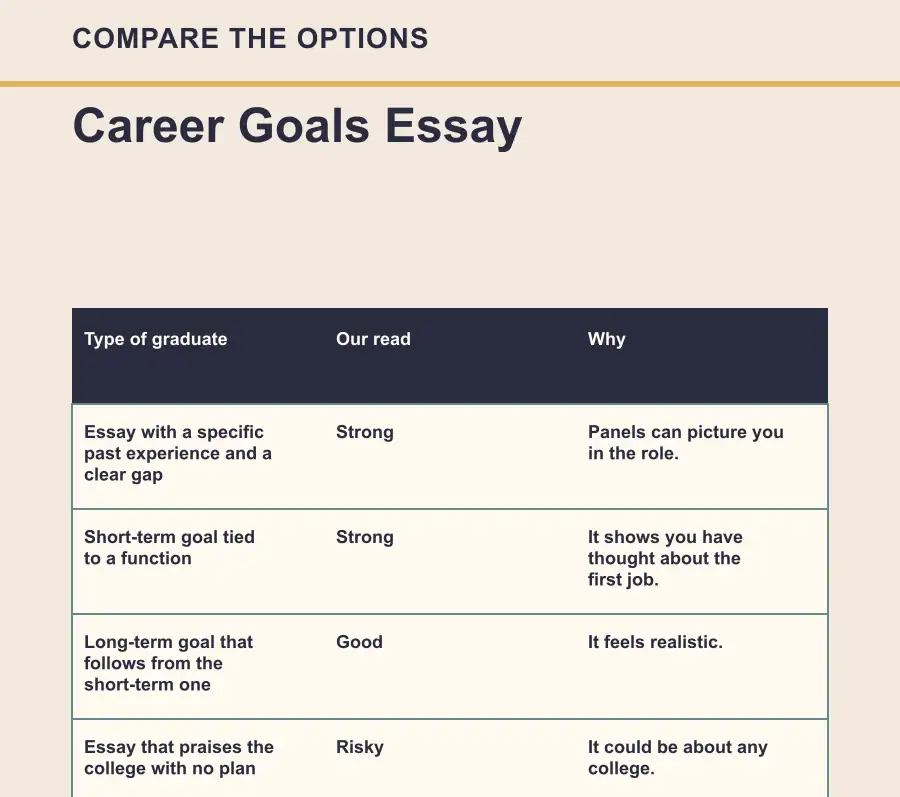 COMPARE THE OPTIONS
Career Goals Essay
Type of graduate
Our read
Why
Essay with a specific
past experience and a
clear gap
Strong
Panels can picture you
in the role.
Short-term goal tied
to a function
Strong
It shows you have
thought about the
first job.
Long-term goal that
follows from the
short-term one
Good
It feels realistic.
Essay that praises the
college with no plan
Risky
It could be about any
college.